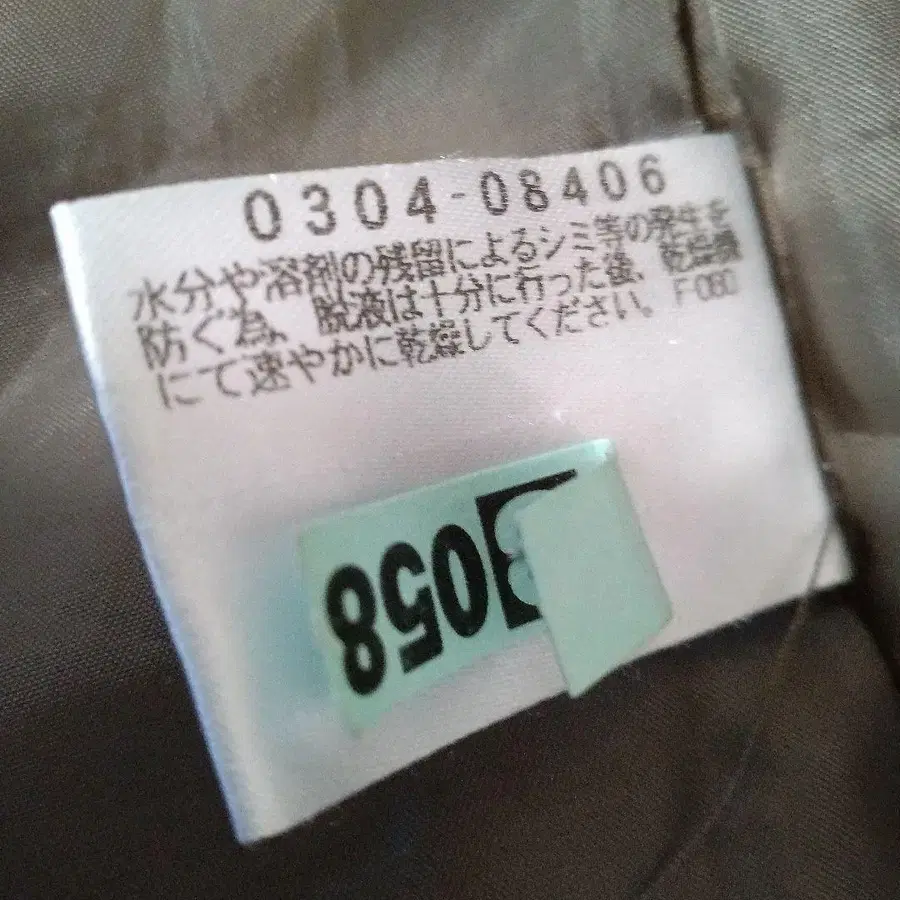 0304-08406
水分や溶剤の残留によるシミ等の発生を
防ぐ為、脱液は十分に行った後、乾燥機
にて速やかに乾燥してください。 F080
058